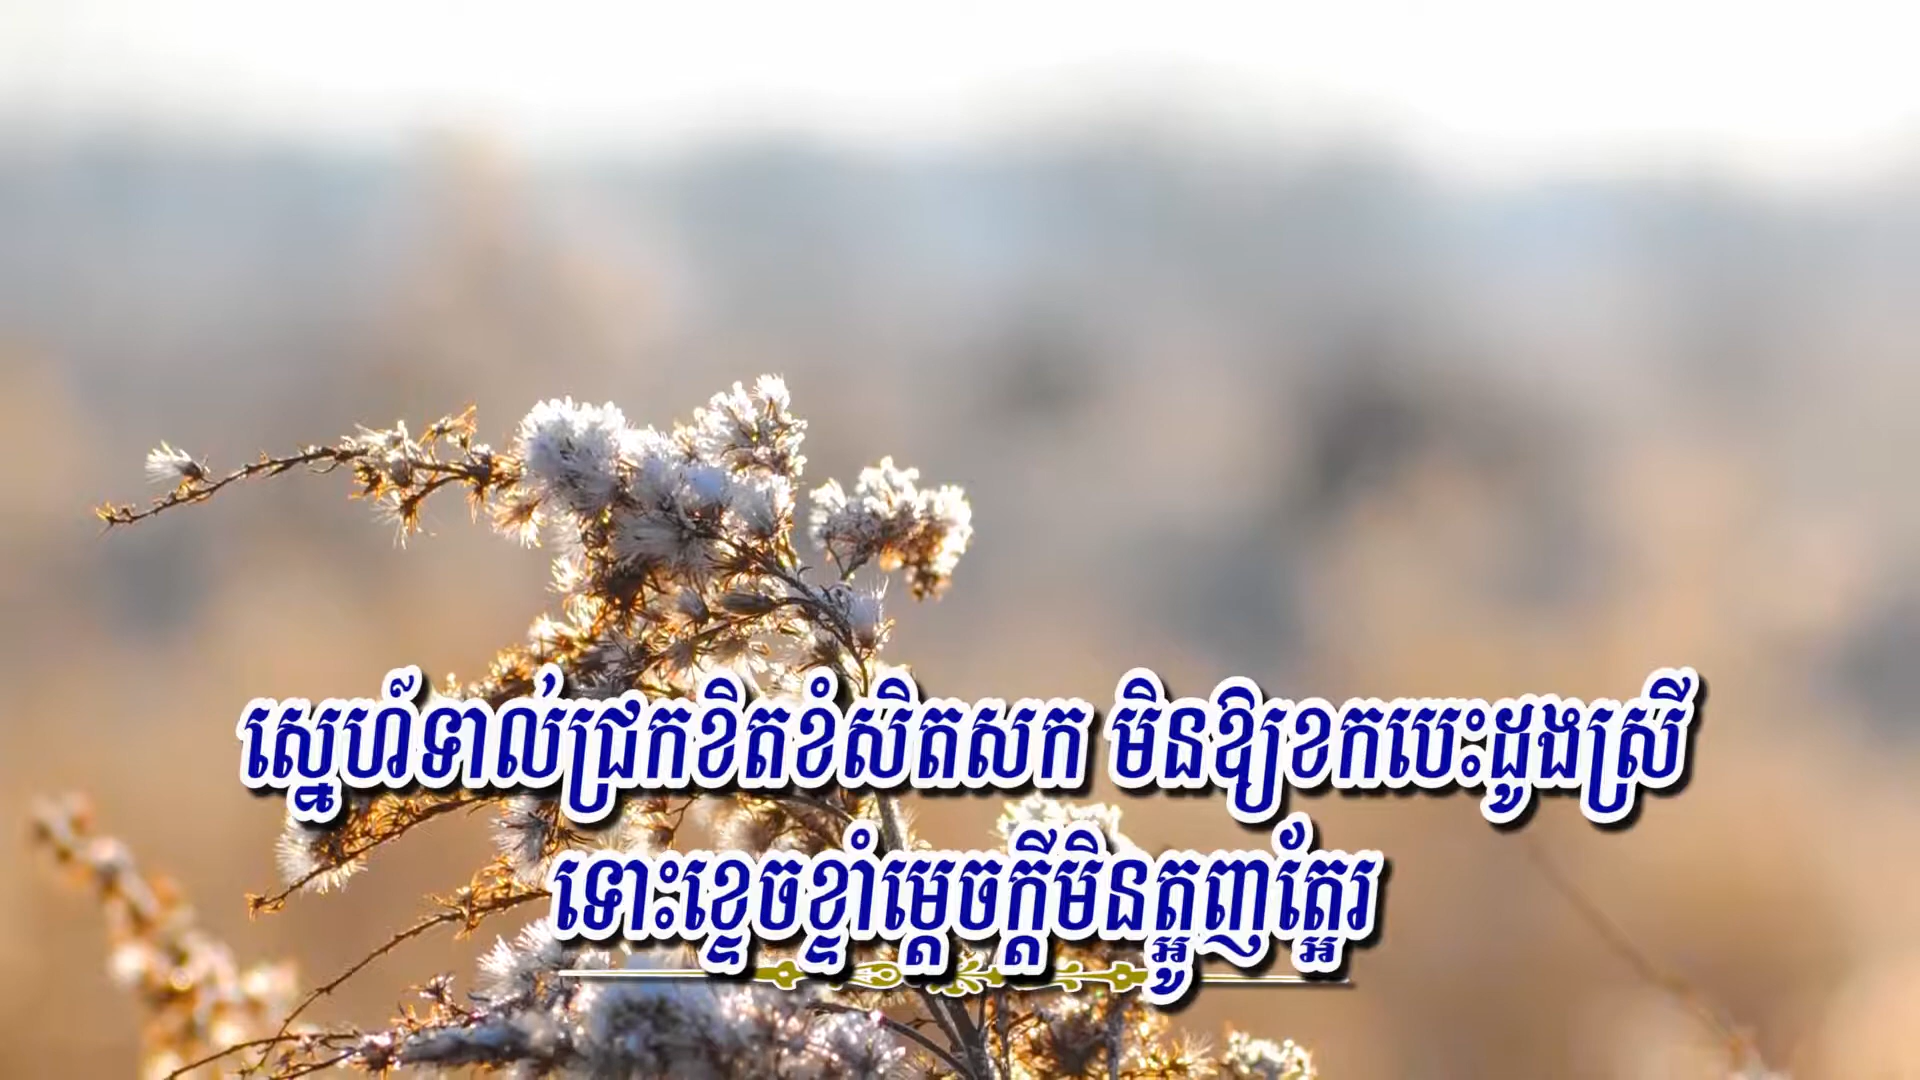 ស្នេហ៍ទាល់ជ្រកខិតខំសិតសក មិនឱ្យខកបេះដូងស្រី
ទោះខ្ទេចខ្ទាំម្ដេចក្ដីមិនត្អូញត្អែរ